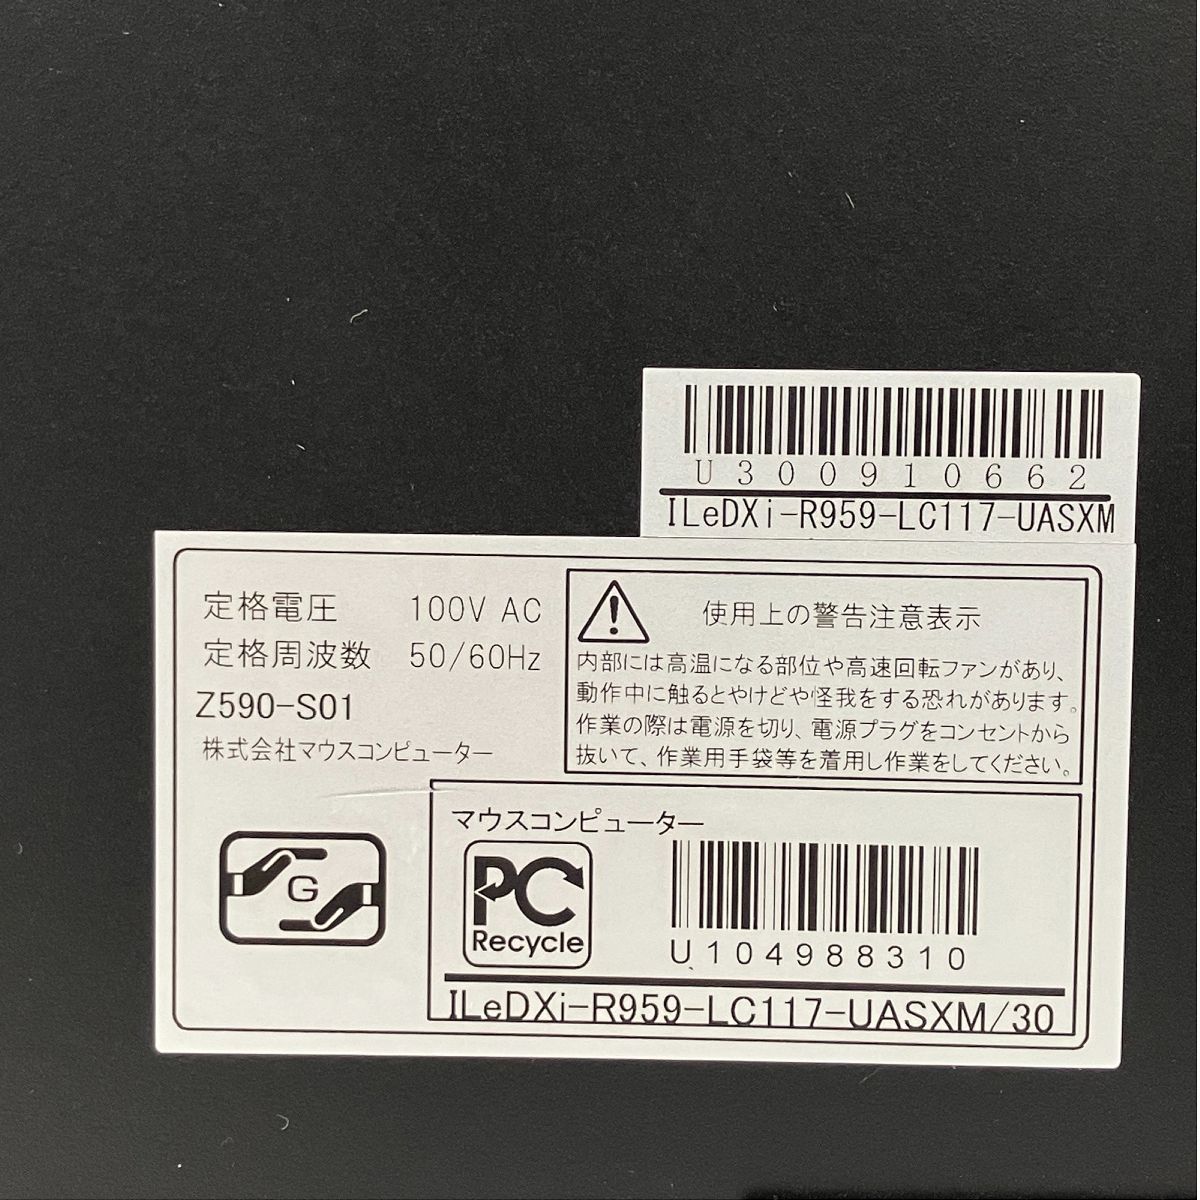 U300910662
ILeDXi-R959-LC117-UASXM
定格電圧 100V AC
定格周波数 50/60Hz
Z590-S01
株式会社マウスコンピューター
使用上の警告注意表示
内部には高温になる部位や高速回転ファンがあり、
動作中に触るとやけどや怪我をする恐れがあります。
作業の際は電源を切り、電源プラグをコンセントから
抜いて、作業用手袋等を着用し作業をしてください。
G
マウスコンピューター
PC
Recycle
U104988310
ILeDXi-R959-LC117-UASXM/30